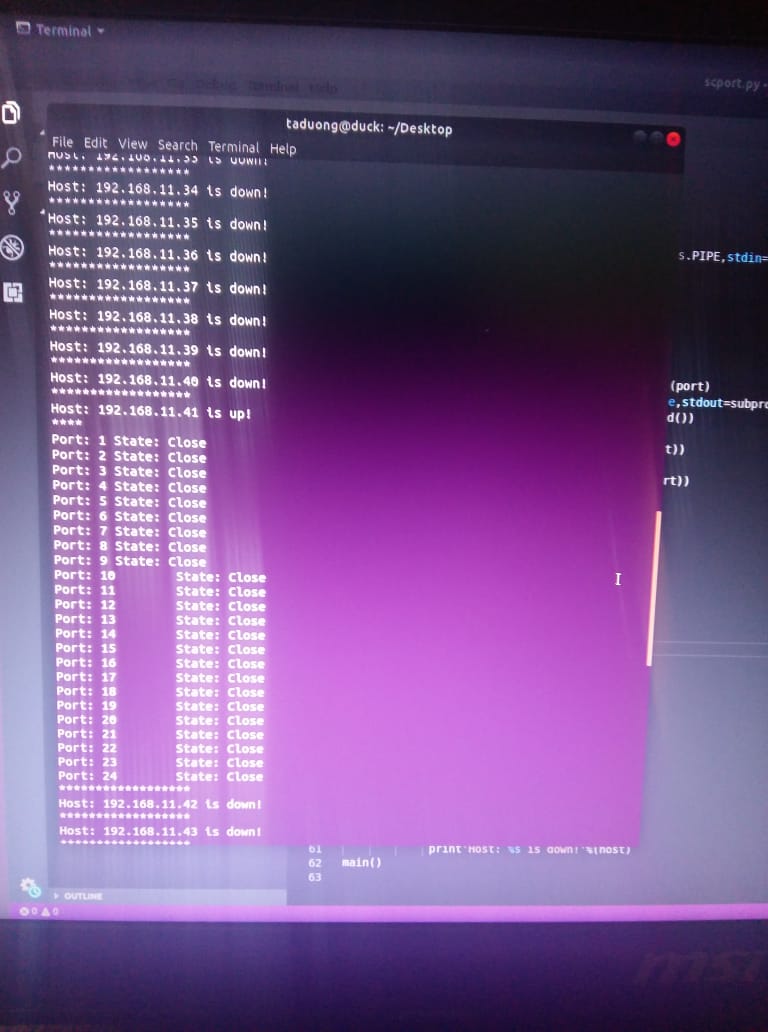 Terminal
scport.py -
taduong@duck: ~/Desktop
File Edit View Search Terminal Help
Host: 192.168.11.33 is down!
******************
Host: 192.168.11.34 is down!
******************
Host: 192.168.11.35 is down!
******************
Host: 192.168.11.36 is down!
******************
Host: 192.168.11.37 is down!
******************
Host: 192.168.11.38 is down!
******************
Host: 192.168.11.39 is down!
******************
Host: 192.168.11.40 is down!
******************
Host: 192.168.11.41 is up!
****
Port: 1 State: Close
Port: 2 State: Close
Port: 3 State: Close
Port: 4 State: Close
Port: 5 State: Close
Port: 6 State: Close
Port: 7 State: Close
Port: 8 State: Close
Port: 9 State: Close
Port: 10 State: Close
Port: 11 State: Close
Port: 12 State: Close
Port: 13 State: Close
Port: 14 State: Close
Port: 15 State: Close
Port: 16 State: Close
Port: 17 State: Close
Port: 18 State: Close
Port: 19 State: Close
Port: 20 State: Close
Port: 21 State: Close
Port: 22 State: Close
Port: 23 State: Close
Port: 24 State: Close
******************
Host: 192.168.11.42 is down!
******************
Host: 192.168.11.43 is down!
******************
s.PIPE,stdin=
(port)
e,stdout=subpro
d())
t))
rt))
61 print'Host: %s is down!'%(host)
62 main()
63
OUTLINE
0 0
msi